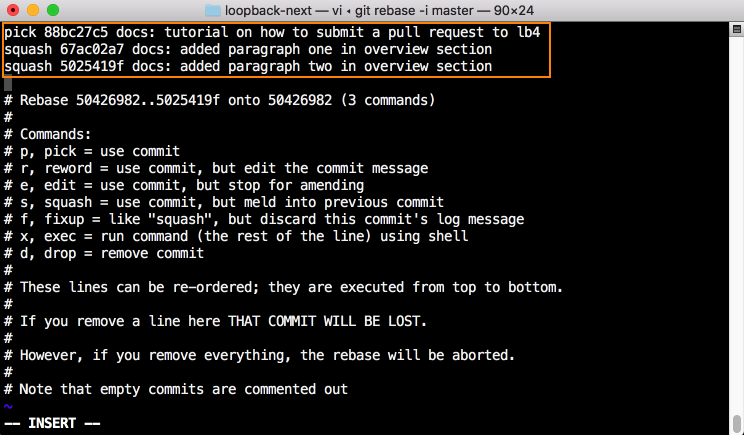 loopback-next — vi ◂ git rebase -i master — 90×24
pick 88bc27c5 docs: tutorial on how to submit a pull request to lb4
squash 67ac02a7 docs: added paragraph one in overview section
squash 5025419f docs: added paragraph two in overview section
# Rebase 50426982..5025419f onto 50426982 (3 commands)
#
# Commands:
# p, pick = use commit
# r, reword = use commit, but edit the commit message
# e, edit = use commit, but stop for amending
# s, squash = use commit, but meld into previous commit
# f, fixup = like "squash", but discard this commit's log message
# x, exec = run command (the rest of the line) using shell
# d, drop = remove commit
#
# These lines can be re-ordered; they are executed from top to bottom.
#
# If you remove a line here THAT COMMIT WILL BE LOST.
#
# However, if you remove everything, the rebase will be aborted.
#
# Note that empty commits are commented out
~
-- INSERT --